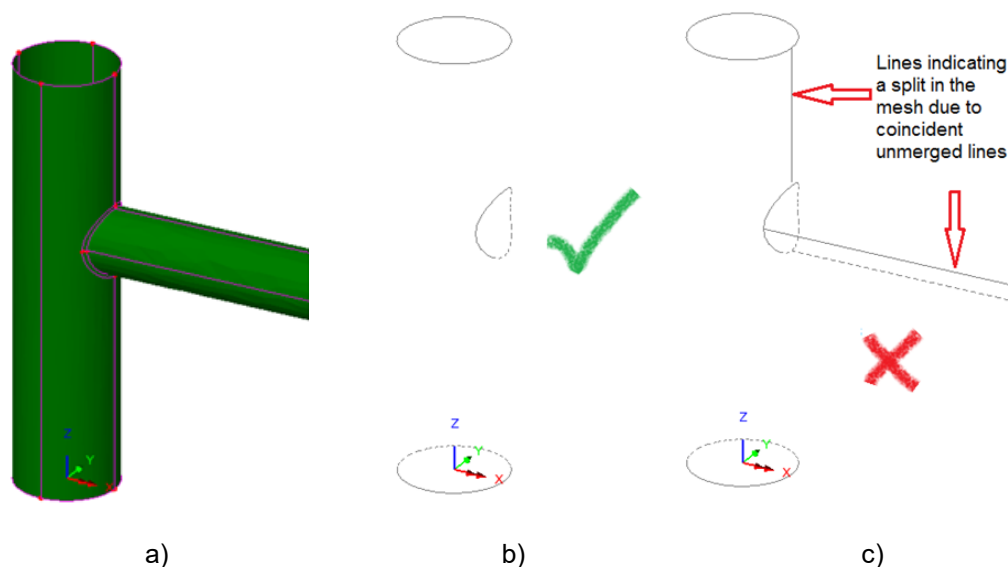 Lines indicating
a split in the
mesh due to
coincident
unmerged lines
Z
Y
X
Z
Y
X
Z
Y
X
a)
b)
c)